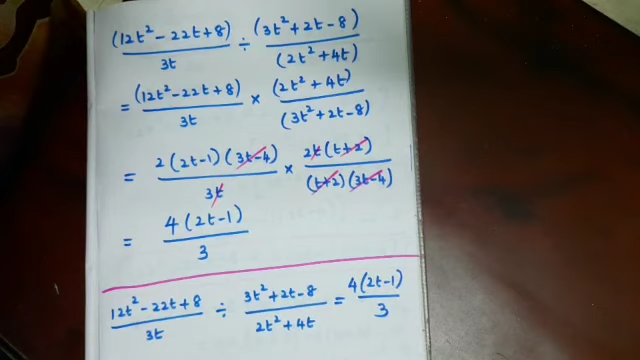 (12t² - 22t + 8)/3t ÷ (3t² + 2t - 8)/(2t² + 4t)
= (12t² - 22t + 8)/3t × (2t² + 4t)/(3t² + 2t - 8)
= 2(2t-1)(3t-4)/3t × 2t(t+2)/(t+2)(3t-4)
= 4(2t-1)/3
12t² - 22t + 8/3t ÷ 3t² + 2t - 8/2t² + 4t = 4(2t-1)/3